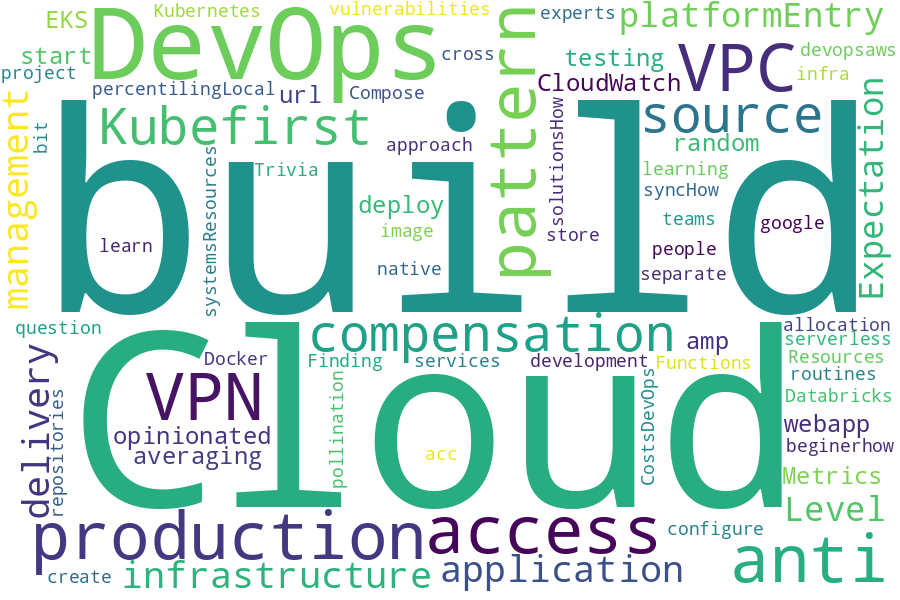 EKS
Kubernetes
vulnerabilities
experts
platformEntry
start
DevOps
cross
pattern
testing
VPC
devopsaws
project
percentilingLocal
url
Compose
CloudWatch
infra
management
bit
Kubefirst
approach
solutionsHow
source
Expectation
build
systemsResources
Trivia
random
learning
deploy
syncHow
image
teams
learn
store
people
google
native
separate
question
compensation
allocation
Cloud
Docker
Finding
services
development
amp
Functions
serverless
Resources
routines
delivery
repositories
VPN
pollination
CostsDevOps
Databricks
opinionated
webapp
averaging
acc
beginerhow
Metrics
Level
production
access
configure
anti
create
infrastructure
application